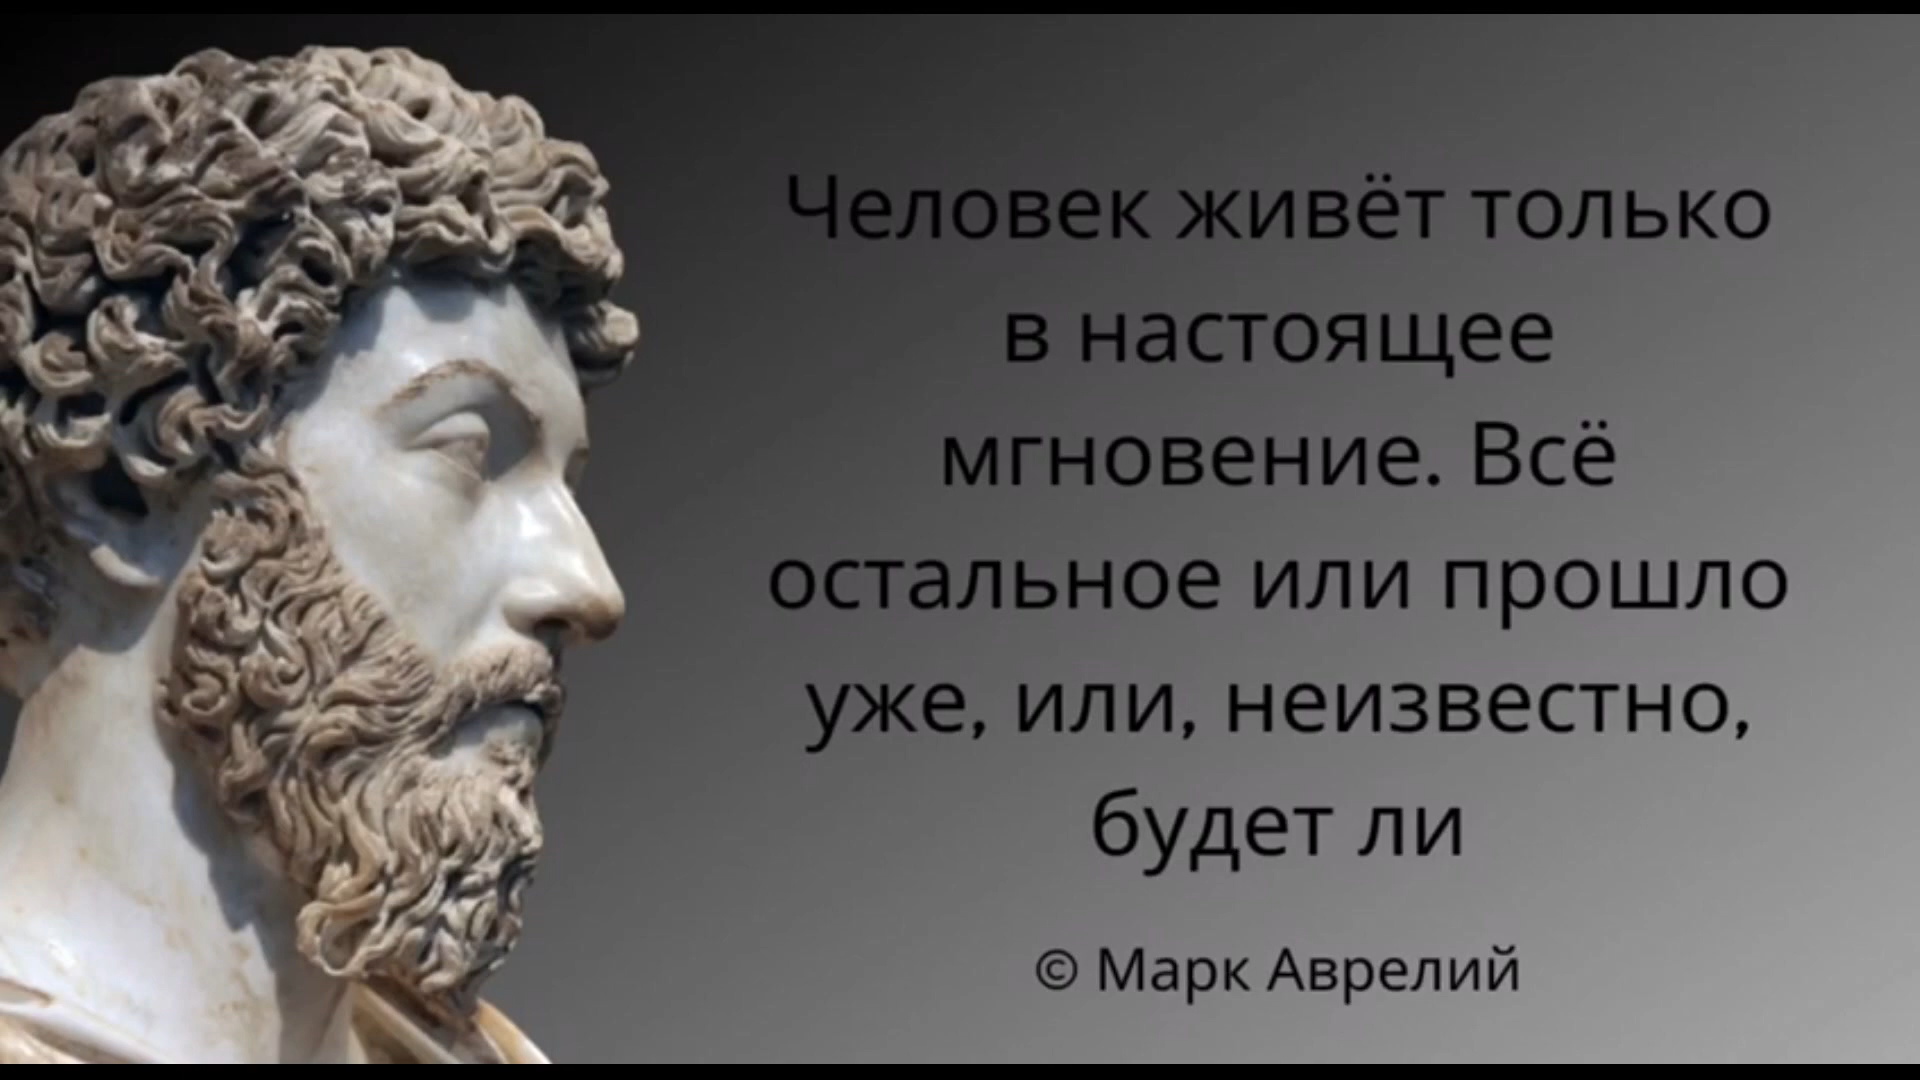 Человек живёт только
в настоящее
мгновение. Всё
остальное или прошло
уже, или, неизвестно,
будет ли
© Марк Аврелий